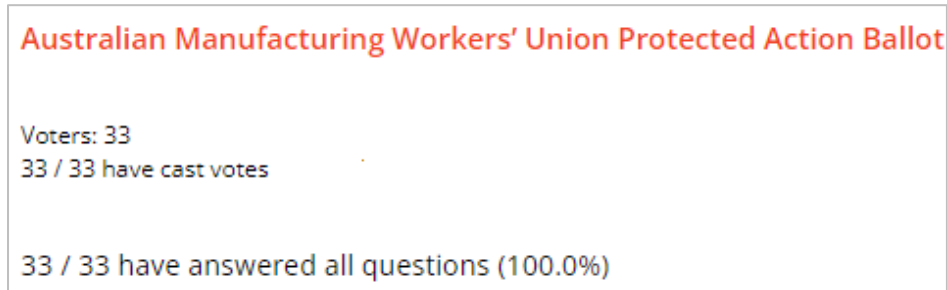 Australian Manufacturing Workers’ Union Protected Action Ballot
Voters: 33
33 / 33 have cast votes
33 / 33 have answered all questions (100.0%)